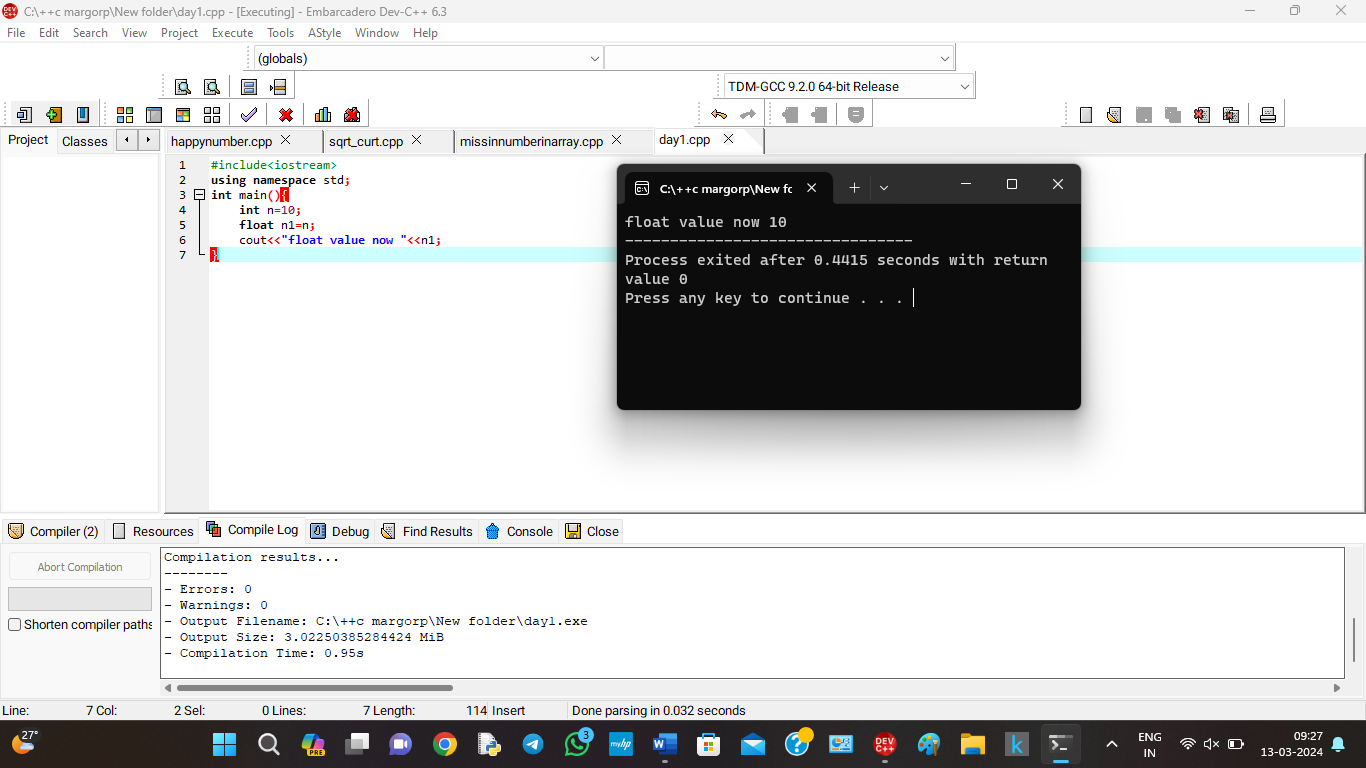 C:\++c margorp\New folder\day1.cpp - [Executing] - Embarcadero Dev-C++ 6.3
File Edit Search View Project Execute Tools AStyle Window Help
(globals)
TDM-GCC 9.2.0 64-bit Release
Project Classes happynumber.cpp sqrt_curt.cpp missinnumberinarray.cpp day1.cpp
1 #include<iostream>
2 using namespace std;
3 int main(){
4 int n=10;
5 float n1=n;
6 cout<<"float value now "<<n1;
7 }
C:\++c margorp\New fo
float value now 10
--------------------------------
Process exited after 0.4415 seconds with return
value 0
Press any key to continue . . .
Compiler (2) Resources Compile Log Debug Find Results Console Close
Abort Compilation
Shorten compiler paths
Compilation results...
--------
- Errors: 0
- Warnings: 0
- Output Filename: C:\++c margorp\New folder\day1.exe
- Output Size: 3.02250385284424 MiB
- Compilation Time: 0.95s
Line: 7 Col: 2 Sel: 0 Lines: 7 Length: 114 Insert Done parsing in 0.032 seconds
27°
PRE
3
myhp
DEV C++
k
ENG
IN
09:27
13-03-2024